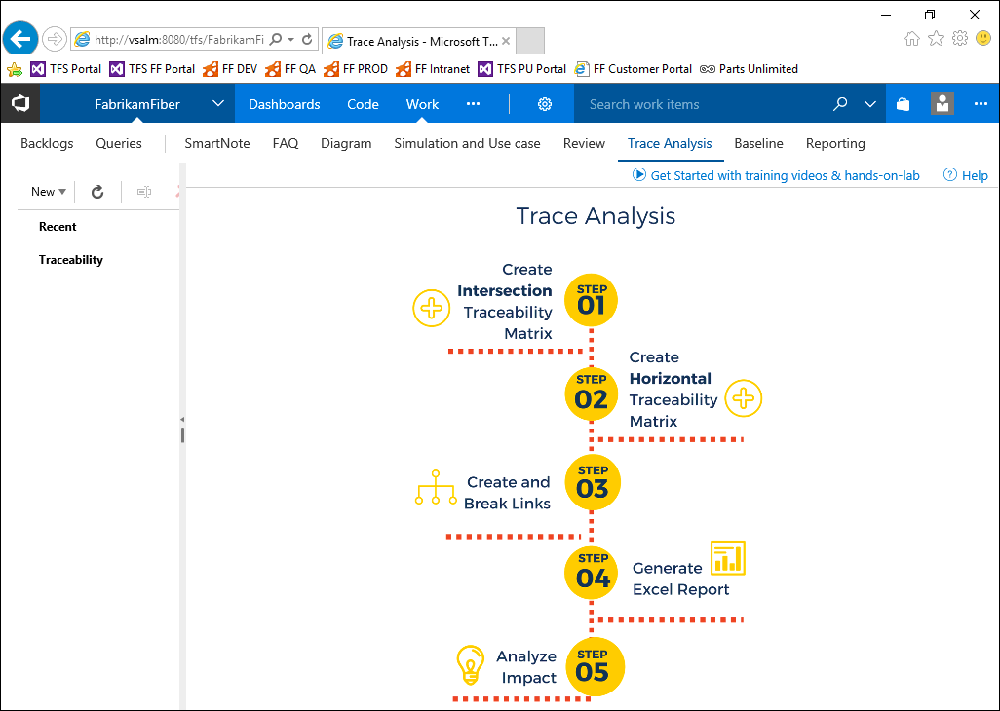 http://vsalm:8080/tfs/FabrikamFi
Trace Analysis - Microsoft T...
TFS Portal TFS FF Portal FF DEV FF QA FF PROD FF Intranet TFS PU Portal FF Customer Portal Parts Unlimited
FabrikamFiber Dashboards Code Work ··· Search work items ···
Backlogs Queries SmartNote FAQ Diagram Simulation and Use case Review Trace Analysis Baseline Reporting
Get Started with training videos & hands-on-lab ? Help
New
Recent
Traceability
Trace Analysis
Create
Intersection
Traceability
Matrix
STEP
01
Create
Horizontal
Traceability
Matrix
STEP
02
Create and
Break Links
STEP
03
Generate
Excel Report
STEP
04
Analyze
Impact
STEP
05